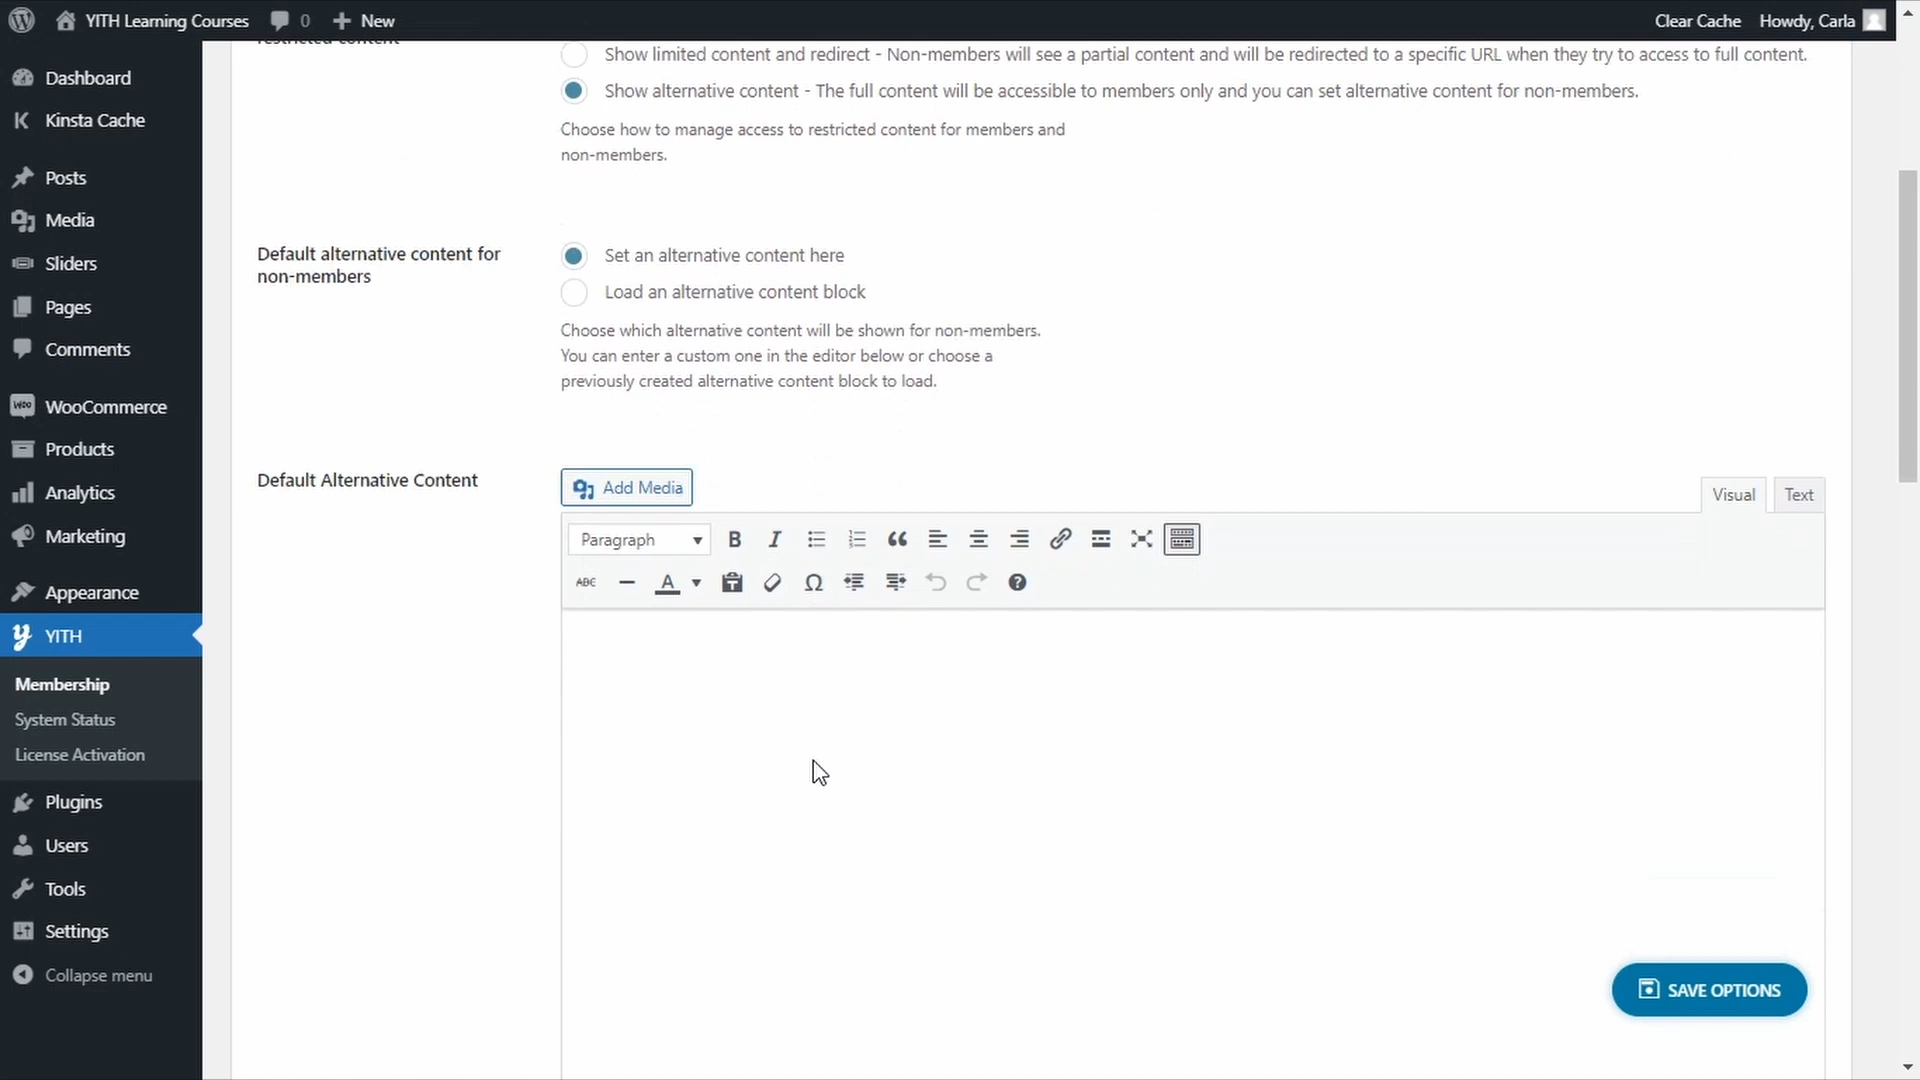 YITH Learning Courses
0
New
Clear Cache
Howdy, Carla
Dashboard
Kinsta Cache
Posts
Media
Sliders
Pages
Comments
WooCommerce
Products
Analytics
Marketing
Appearance
YITH
Membership
System Status
License Activation
Plugins
Users
Tools
Settings
Collapse menu
restricted content
Show limited content and redirect - Non-members will see a partial content and will be redirected to a specific URL when they try to access to full content.
Show alternative content - The full content will be accessible to members only and you can set alternative content for non-members.
Choose how to manage access to restricted content for members and
non-members.
Default alternative content for
non-members
Set an alternative content here
Load an alternative content block
Choose which alternative content will be shown for non-members.
You can enter a custom one in the editor below or choose a
previously created alternative content block to load.
Default Alternative Content
Add Media
Visual
Text
Paragraph
B
I
ABC
A
SAVE OPTIONS